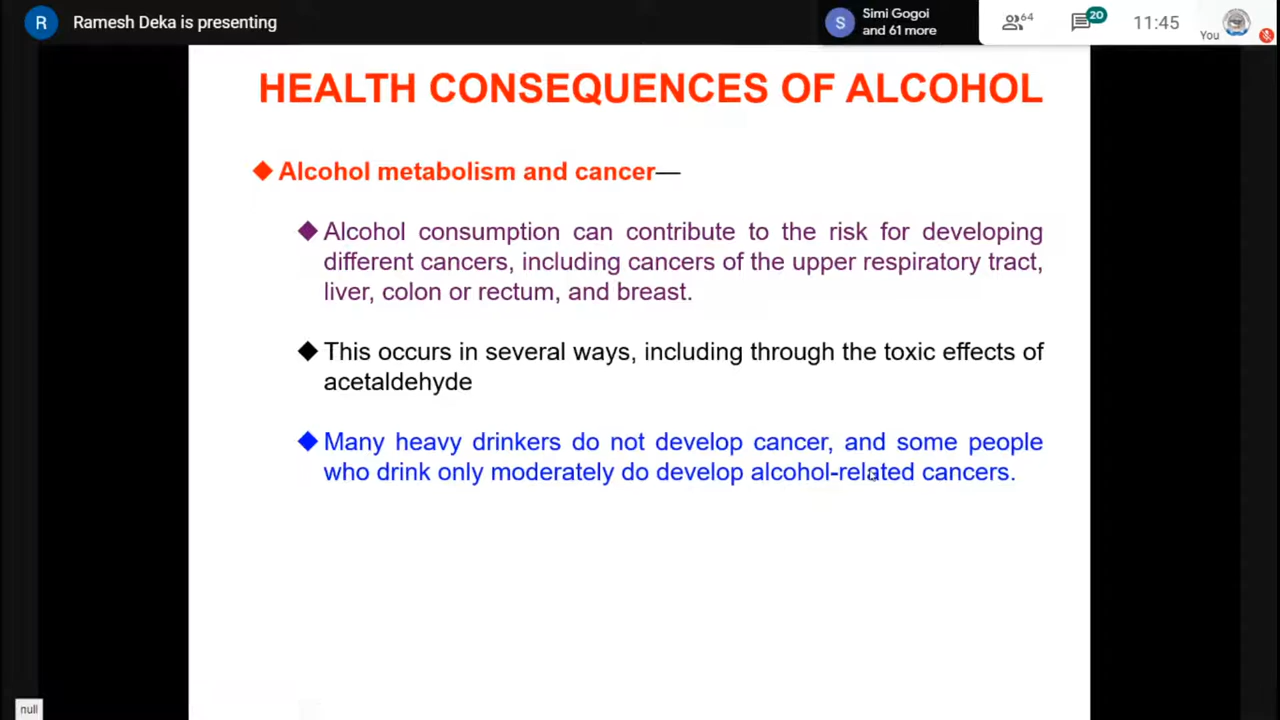 R
Ramesh Deka is presenting
S
Simi Gogoi
and 61 more
64
20
11:45
You
HEALTH CONSEQUENCES OF ALCOHOL
Alcohol metabolism and cancer—
Alcohol consumption can contribute to the risk for developing
different cancers, including cancers of the upper respiratory tract,
liver, colon or rectum, and breast.
This occurs in several ways, including through the toxic effects of
acetaldehyde
Many heavy drinkers do not develop cancer, and some people
who drink only moderately do develop alcohol-related cancers.
null